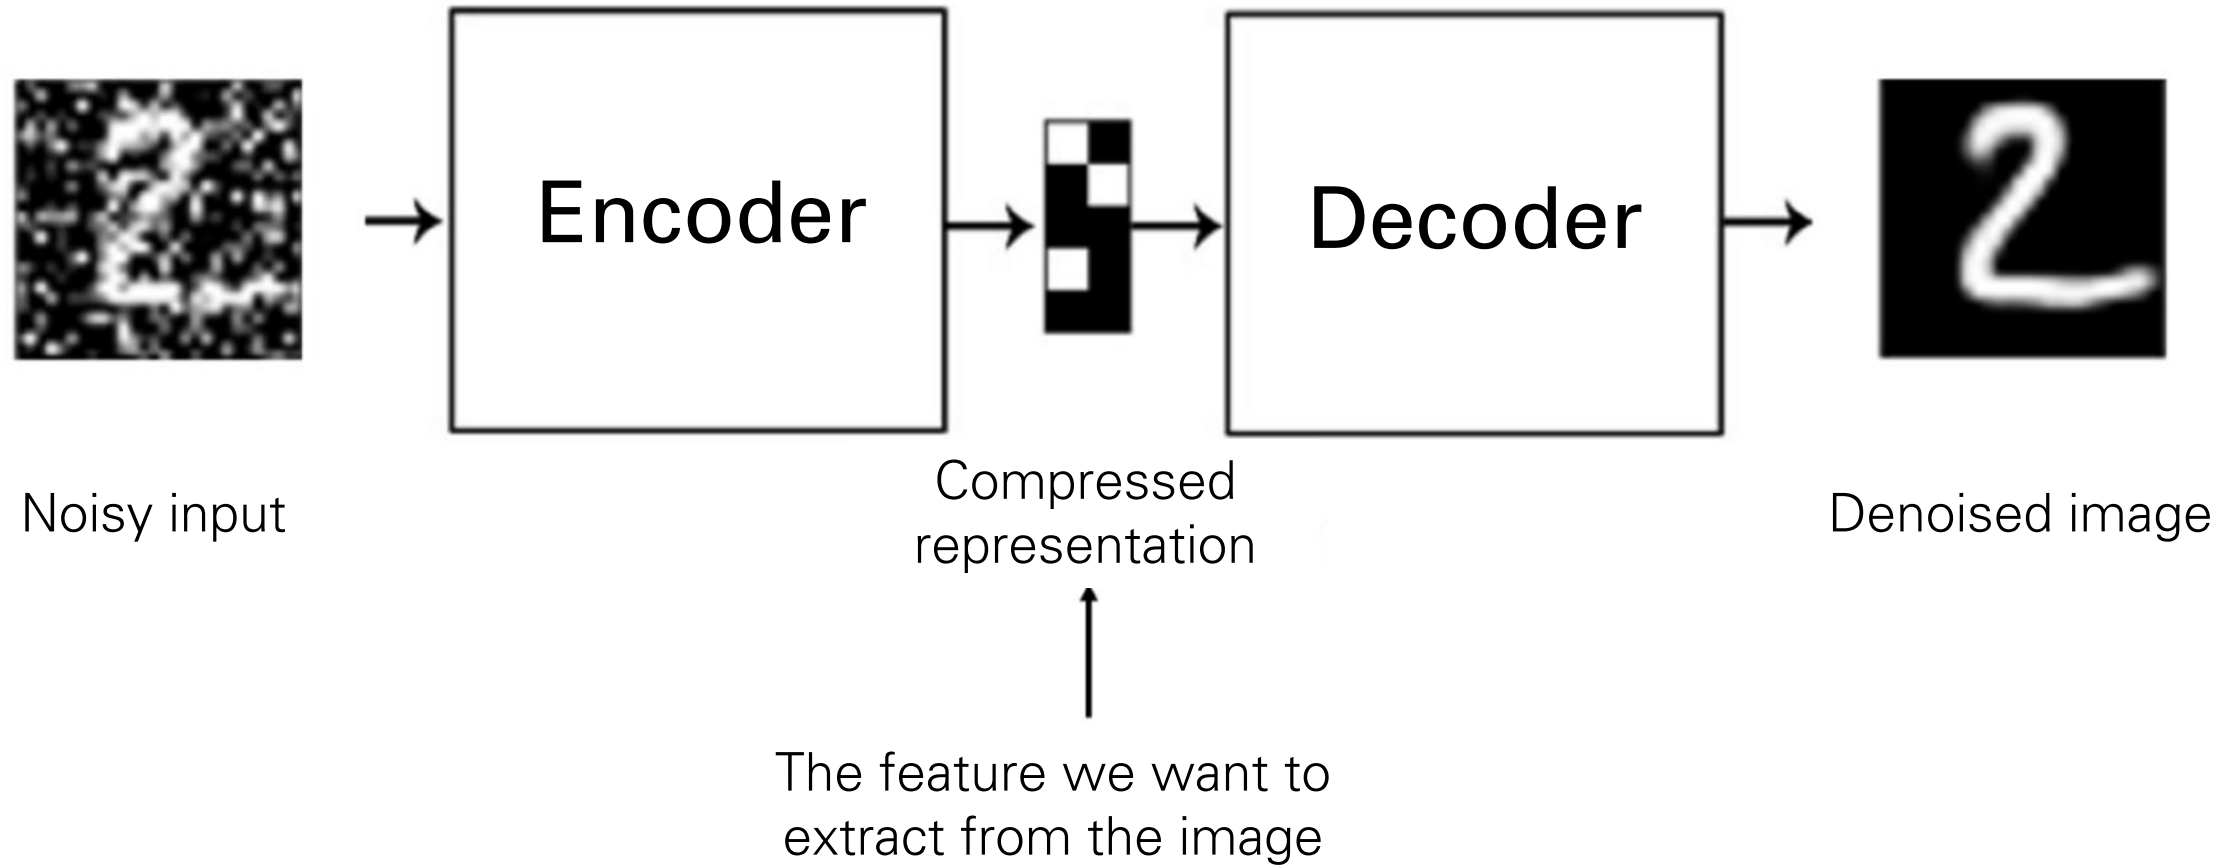 Encoder
Decoder
Noisy input
Compressed
representation
Denoised image
The feature we want to
extract from the image